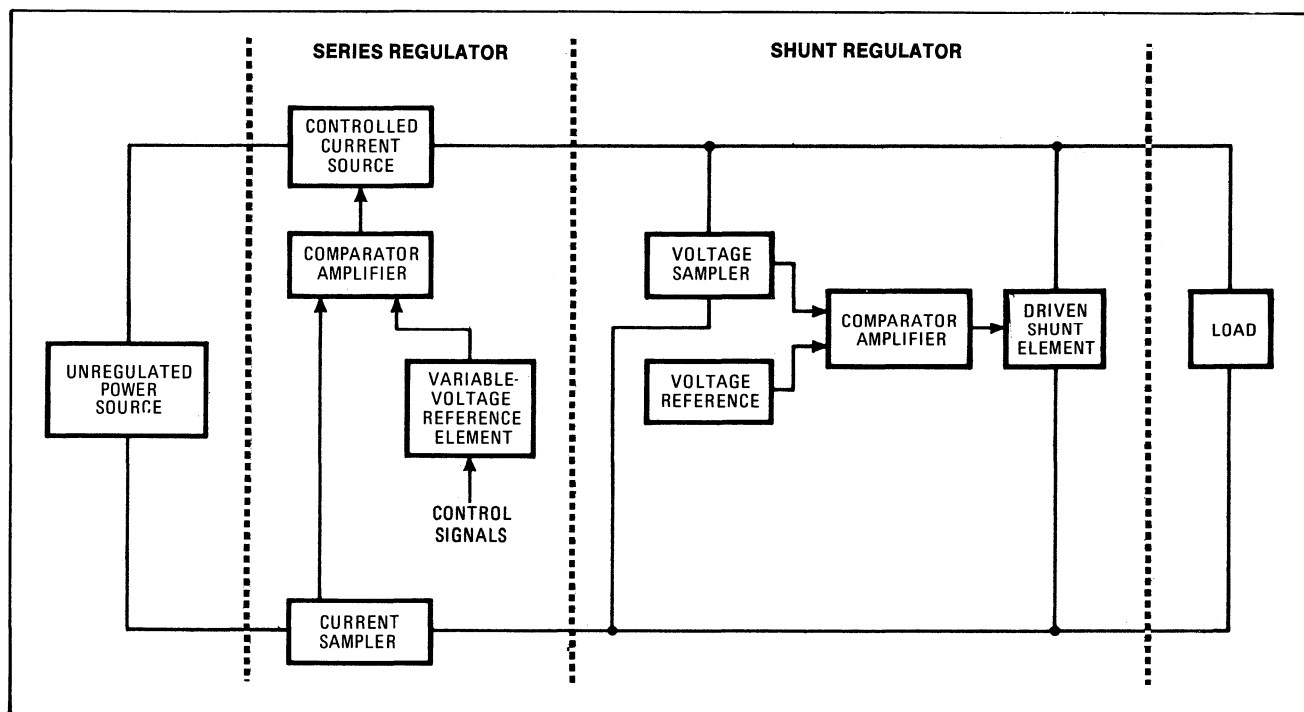 SERIES REGULATOR
SHUNT REGULATOR
CONTROLLED
CURRENT
SOURCE
COMPARATOR
AMPLIFIER
VARIABLE-
VOLTAGE
REFERENCE
ELEMENT
CONTROL
SIGNALS
CURRENT
SAMPLER
UNREGULATED
POWER
SOURCE
VOLTAGE
SAMPLER
VOLTAGE
REFERENCE
COMPARATOR
AMPLIFIER
DRIVEN
SHUNT
ELEMENT
LOAD